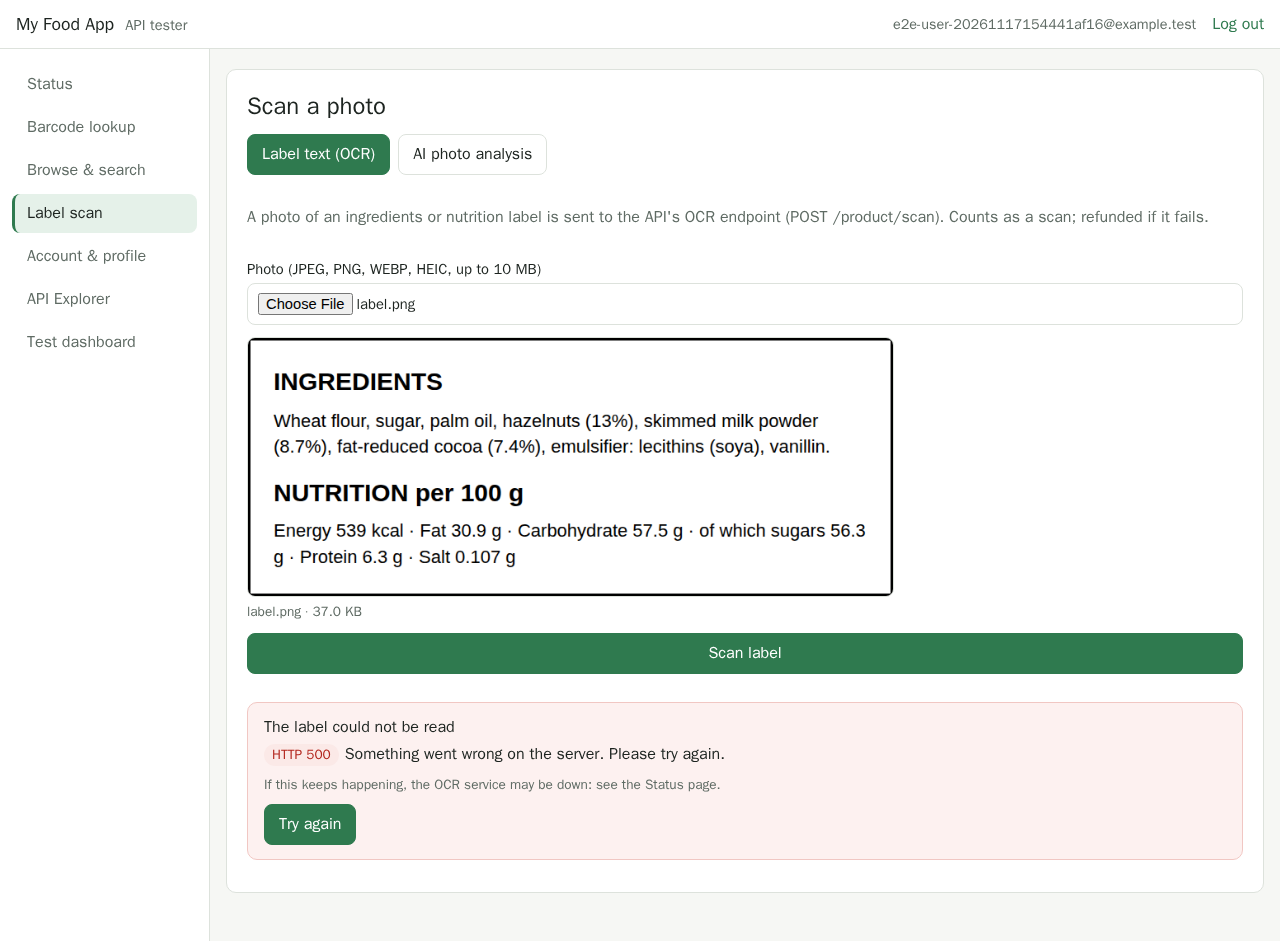 My Food App API tester
e2e-user-20261117154441af16@example.test Log out
Status
Barcode lookup
Browse & search
Label scan
Account & profile
API Explorer
Test dashboard
Scan a photo
Label text (OCR) AI photo analysis
A photo of an ingredients or nutrition label is sent to the API's OCR endpoint (POST /product/scan). Counts as a scan; refunded if it fails.
Photo (JPEG, PNG, WEBP, HEIC, up to 10 MB)
Choose File label.png
INGREDIENTS
Wheat flour, sugar, palm oil, hazelnuts (13%), skimmed milk powder
(8.7%), fat-reduced cocoa (7.4%), emulsifier: lecithins (soya), vanillin.
NUTRITION per 100 g
Energy 539 kcal · Fat 30.9 g · Carbohydrate 57.5 g · of which sugars 56.3
g · Protein 6.3 g · Salt 0.107 g
label.png · 37.0 KB
Scan label
The label could not be read
HTTP 500 Something went wrong on the server. Please try again.
If this keeps happening, the OCR service may be down: see the Status page.
Try again